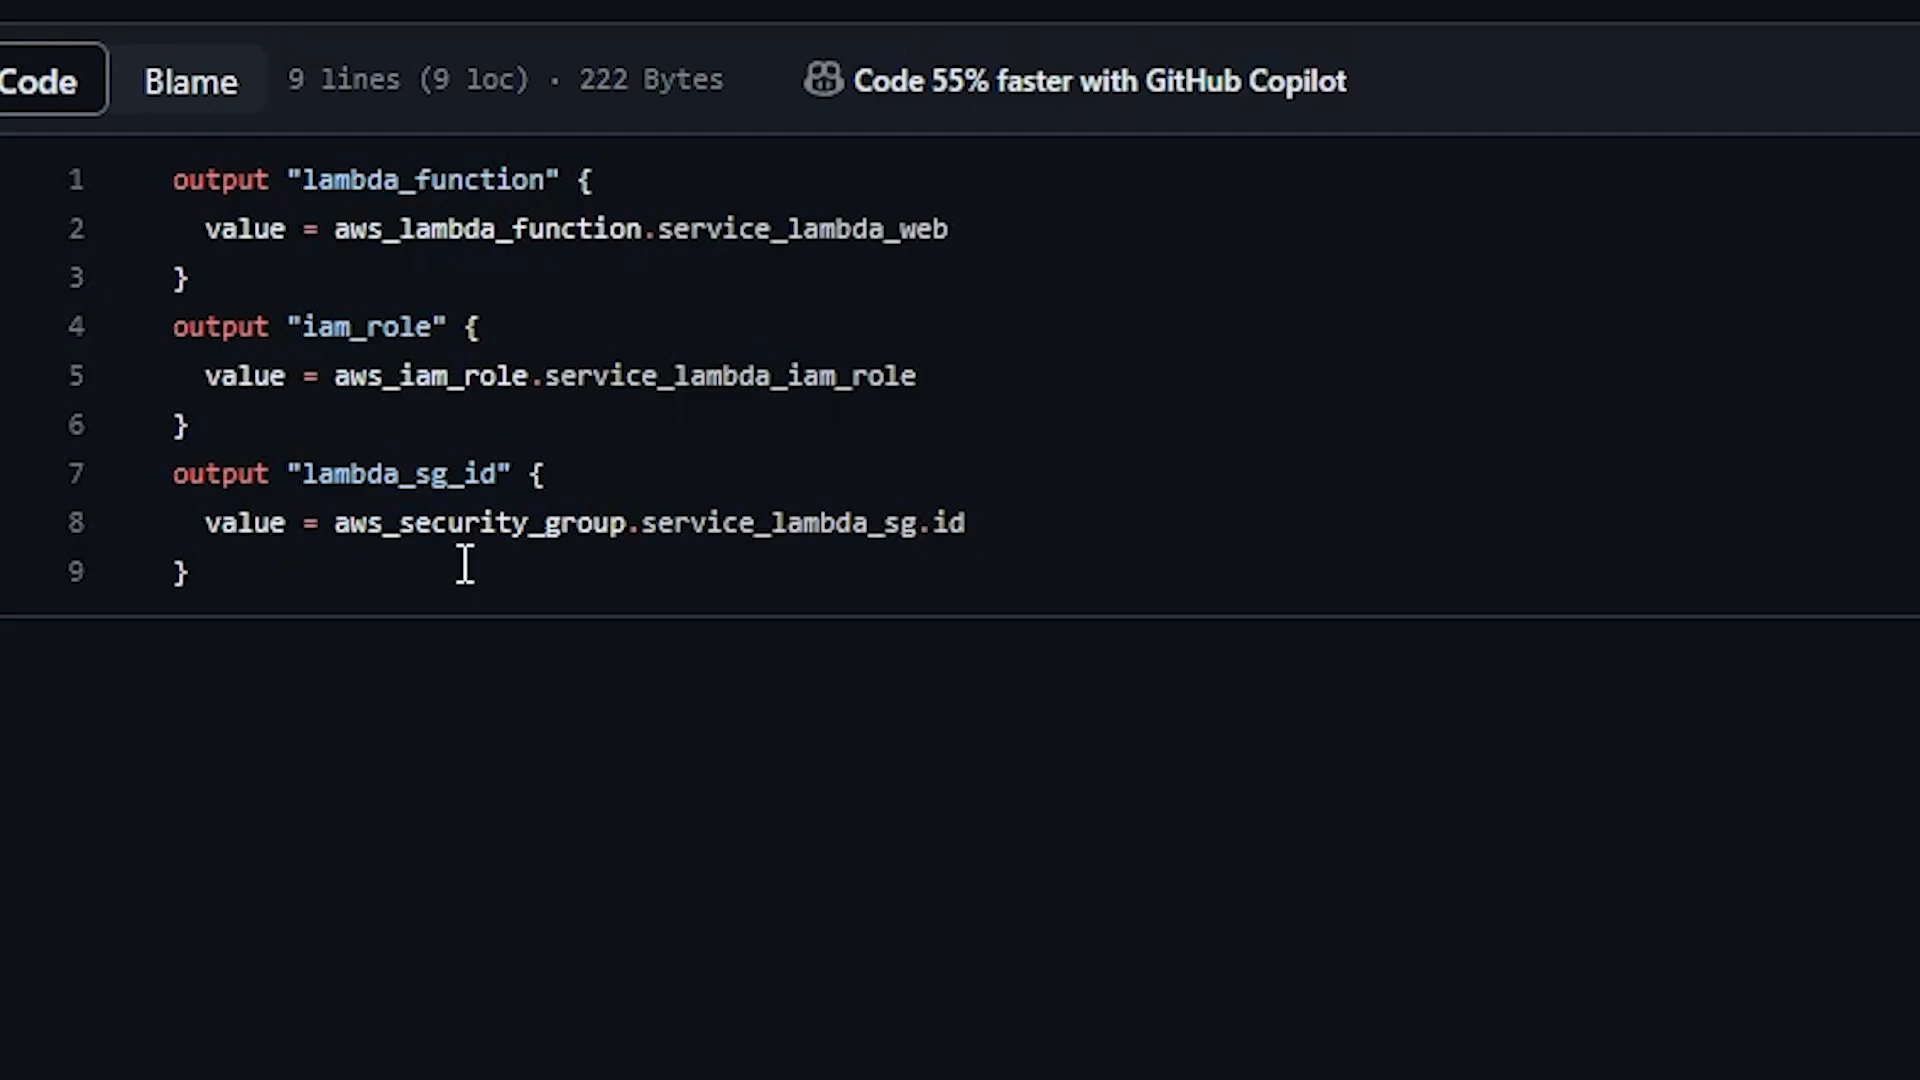 Code Blame 9 lines (9 loc) · 222 Bytes Code 55% faster with GitHub Copilot
1 output "lambda_function" {
2   value = aws_lambda_function.service_lambda_web
3 }
4 output "iam_role" {
5   value = aws_iam_role.service_lambda_iam_role
6 }
7 output "lambda_sg_id" {
8   value = aws_security_group.service_lambda_sg.id
9 }